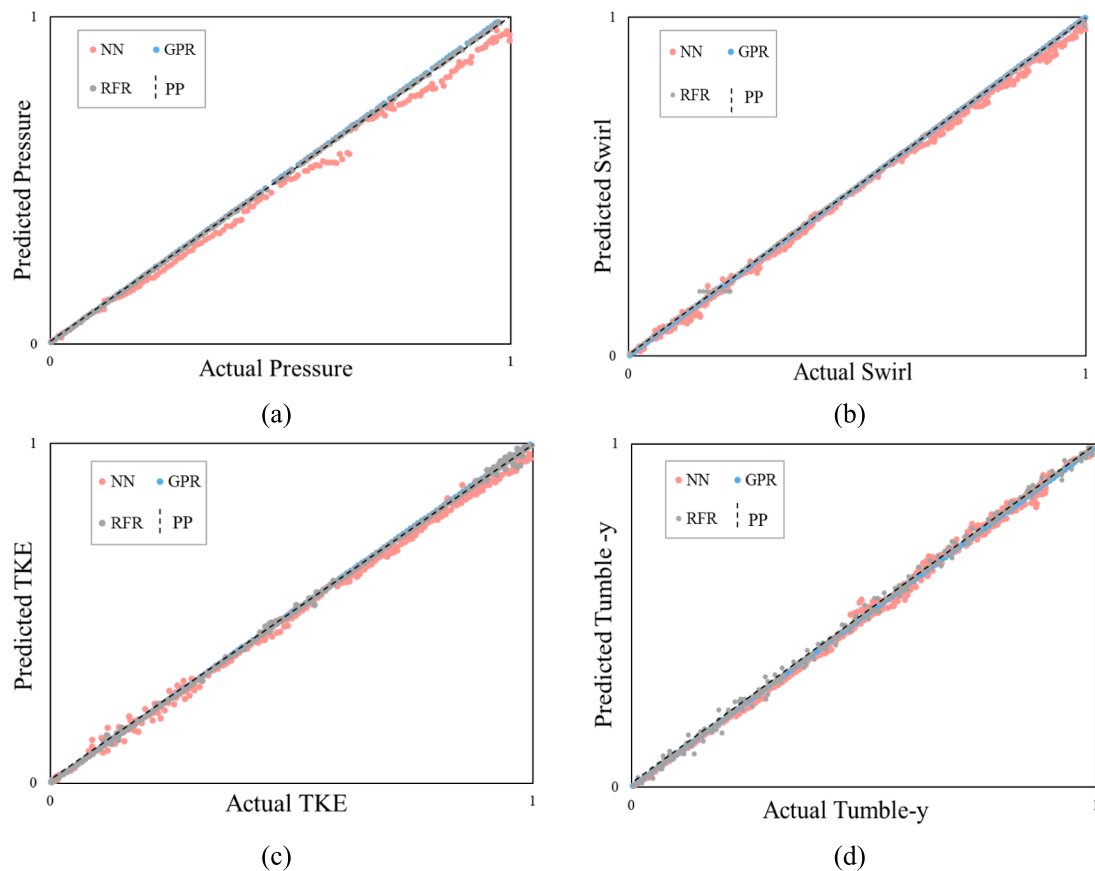 1
NN
GPR
RFR
PP
Predicted Pressure
0
0
1
Actual Pressure
(a)
1
NN
GPR
RFR
PP
Predicted Swirl
0
0
1
Actual Swirl
(b)
1
NN
GPR
RFR
PP
Predicted TKE
0
0
1
Actual TKE
(c)
1
NN
GPR
RFR
PP
Predicted Tumble -y
0
0
1
Actual Tumble-y
(d)